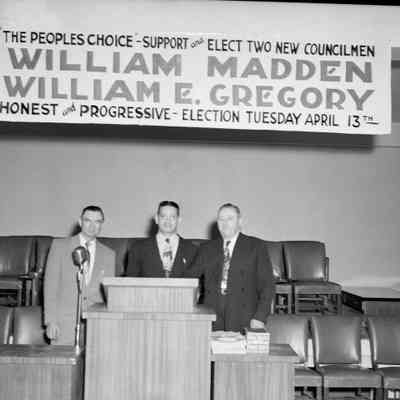 "THE PEOPLES CHOICE"-SUPPORT and ELECT TWO NEW COUNCILMEN
WILLIAM MADDEN
WILLIAM E. GREGORY
HONEST and PROGRESSIVE - ELECTION TUESDAY APRIL 13TH